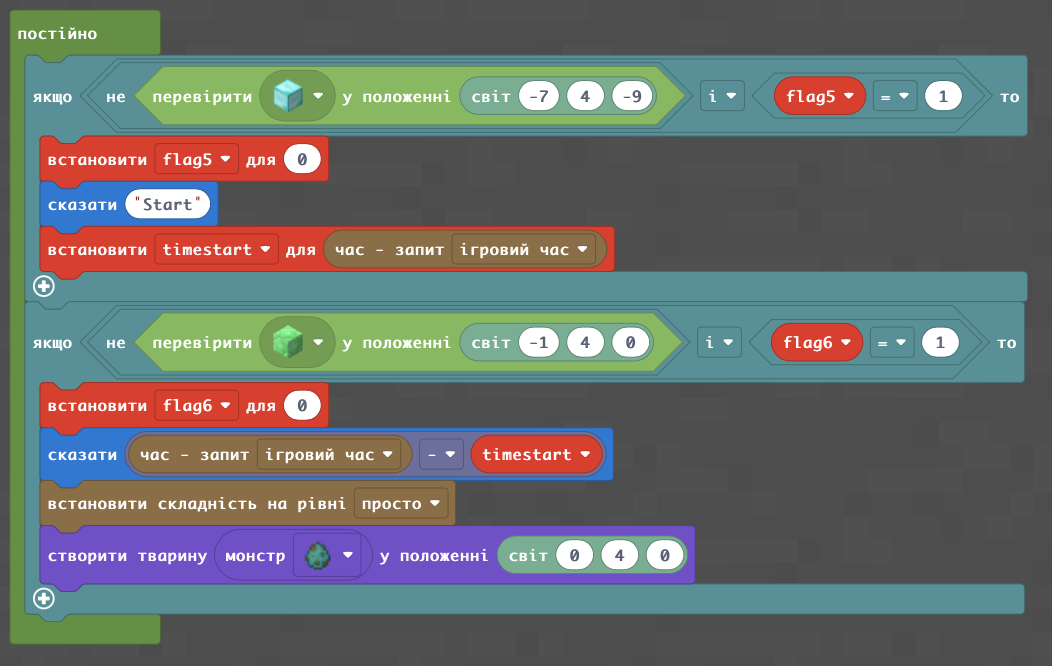 постійно
якщо не перевірити у положенні світ -7 4 -9 і flag5 = 1 то
встановити flag5 для 0
сказати "Start"
встановити timestart для час - запит ігровий час
якщо не перевірити у положенні світ -1 4 0 і flag6 = 1 то
встановити flag6 для 0
сказати час - запит ігровий час - timestart
встановити складність на рівні просто
створити тварину монстр у положенні світ 0 4 0